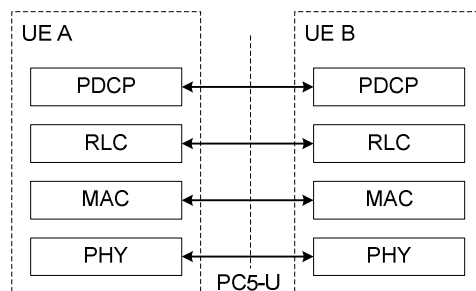 UE A UE B
PDCP PDCP
RLC RLC
MAC MAC
PHY PHY
PC5-U